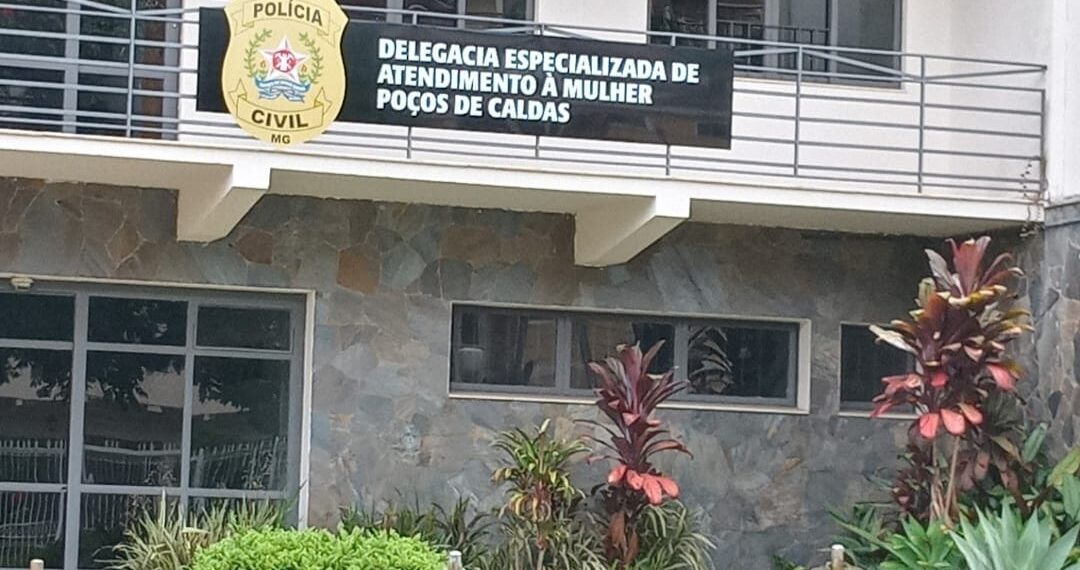 POLÍCIA
CIVIL
MG
DELEGACIA ESPECIALIZADA DE
ATENDIMENTO À MULHER
POÇOS DE CALDAS